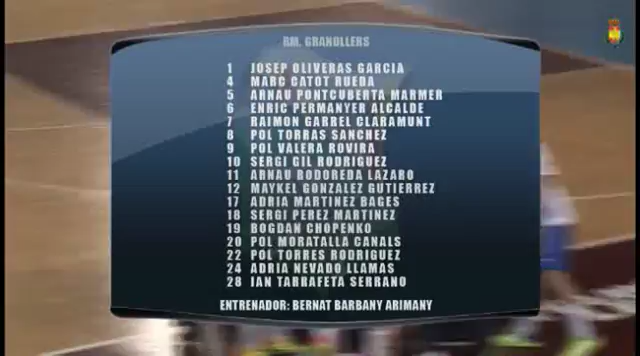 BM. GRANOLLERS
1 JOSEP OLIVERAS GARCIA
4 MARC CATOT RUEDA
5 ARNAU PONTCUBERTA MARMER
6 ENRIC PERMANYER ALCALDE
7 RAIMON GARREL CLARAMUNT
8 POL TORRAS SANCHEZ
9 POL VALERA ROVIRA
10 SERGI GIL RODRIGUEZ
11 ARNAU BODOREDA LAZARO
12 MAYKEL GONZALEZ GUTIERREZ
17 ADRIA MARTINEZ BAGES
18 SERGI PEREZ MARTINEZ
19 BOGDAN CHOPENKO
20 POL MORATALLA CANALS
22 POL TORRES RODRIGUEZ
24 ADRIA NEVADO LLAMAS
28 IAN TARRAFETA SERRANO
ENTRENADOR: BERNAT BARBANY ARIMANY